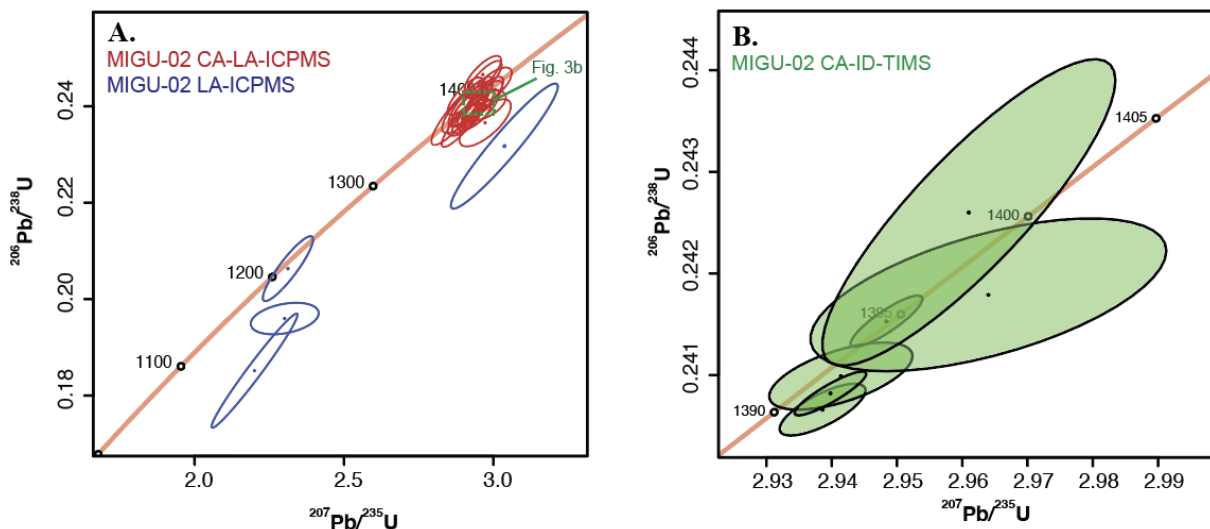 A.
MIGU-02 CA-LA-ICPMS
MIGU-02 LA-ICPMS
Fig. 3b
1300
1200
1100
0.24
0.22
0.20
0.18
2.0 2.5 3.0
206Pb/238U
207Pb/235U
B.
MIGU-02 CA-ID-TIMS
1405
1400
1395
1390
0.244
0.243
0.242
0.241
2.93 2.94 2.95 2.96 2.97 2.98 2.99
206Pb/238U
207Pb/235U